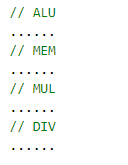 // ALU
......
// MEM
......
// MUL
......
// DIV
......